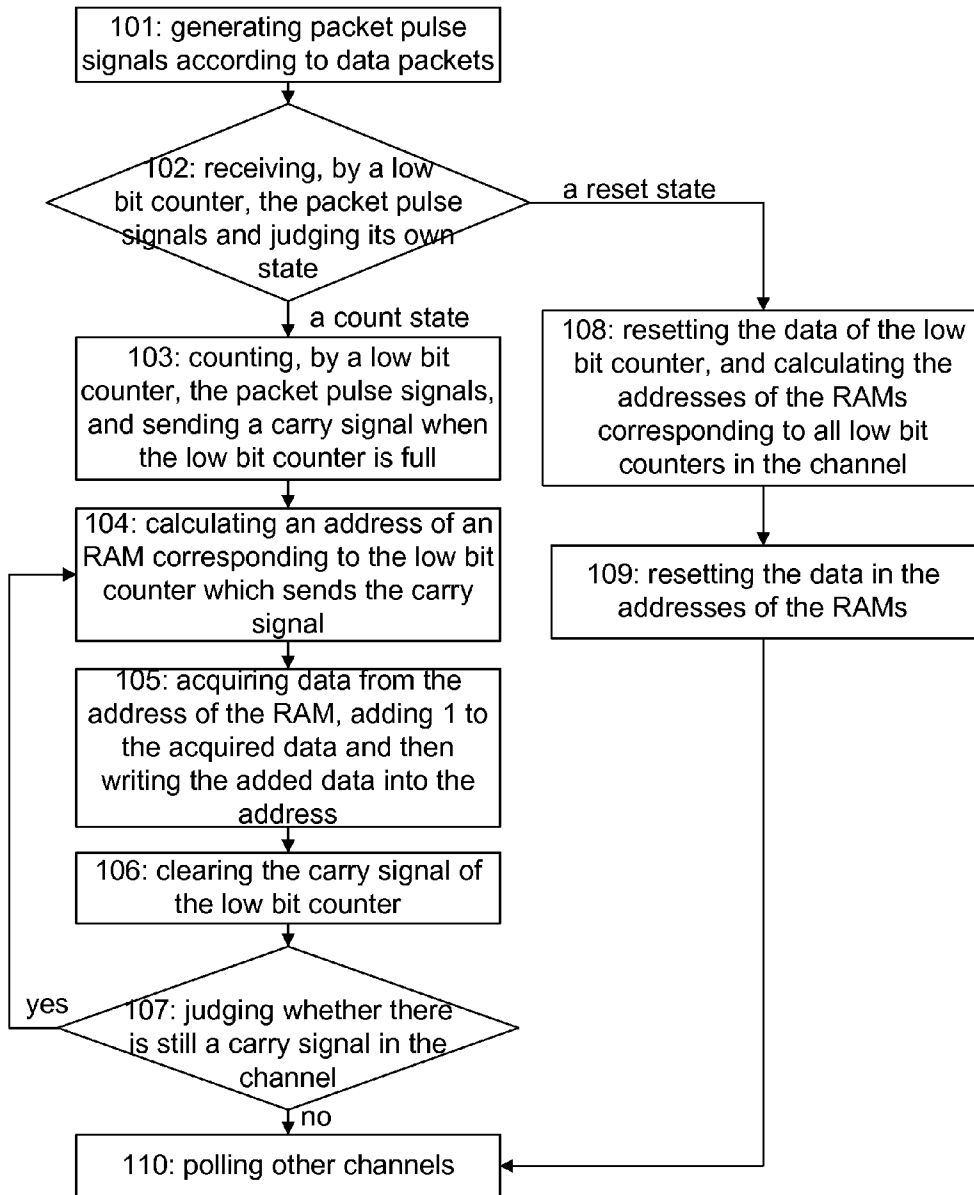 101: generating packet pulse
signals according to data packets
102: receiving, by a low
bit counter, the packet pulse
signals and judging its own
state
a reset state
a count state
103: counting, by a low bit
counter, the packet pulse signals,
and sending a carry signal when
the low bit counter is full
108: resetting the data of the low
bit counter, and calculating the
addresses of the RAMs
corresponding to all low bit
counters in the channel
104: calculating an address of an
RAM corresponding to the low bit
counter which sends the carry
signal
109: resetting the data in the
addresses of the RAMs
105: acquiring data from the
address of the RAM, adding 1 to
the acquired data and then
writing the added data into the
address
106: clearing the carry signal of
the low bit counter
yes
107: judging whether there
is still a carry signal in the
channel
no
110: polling other channels